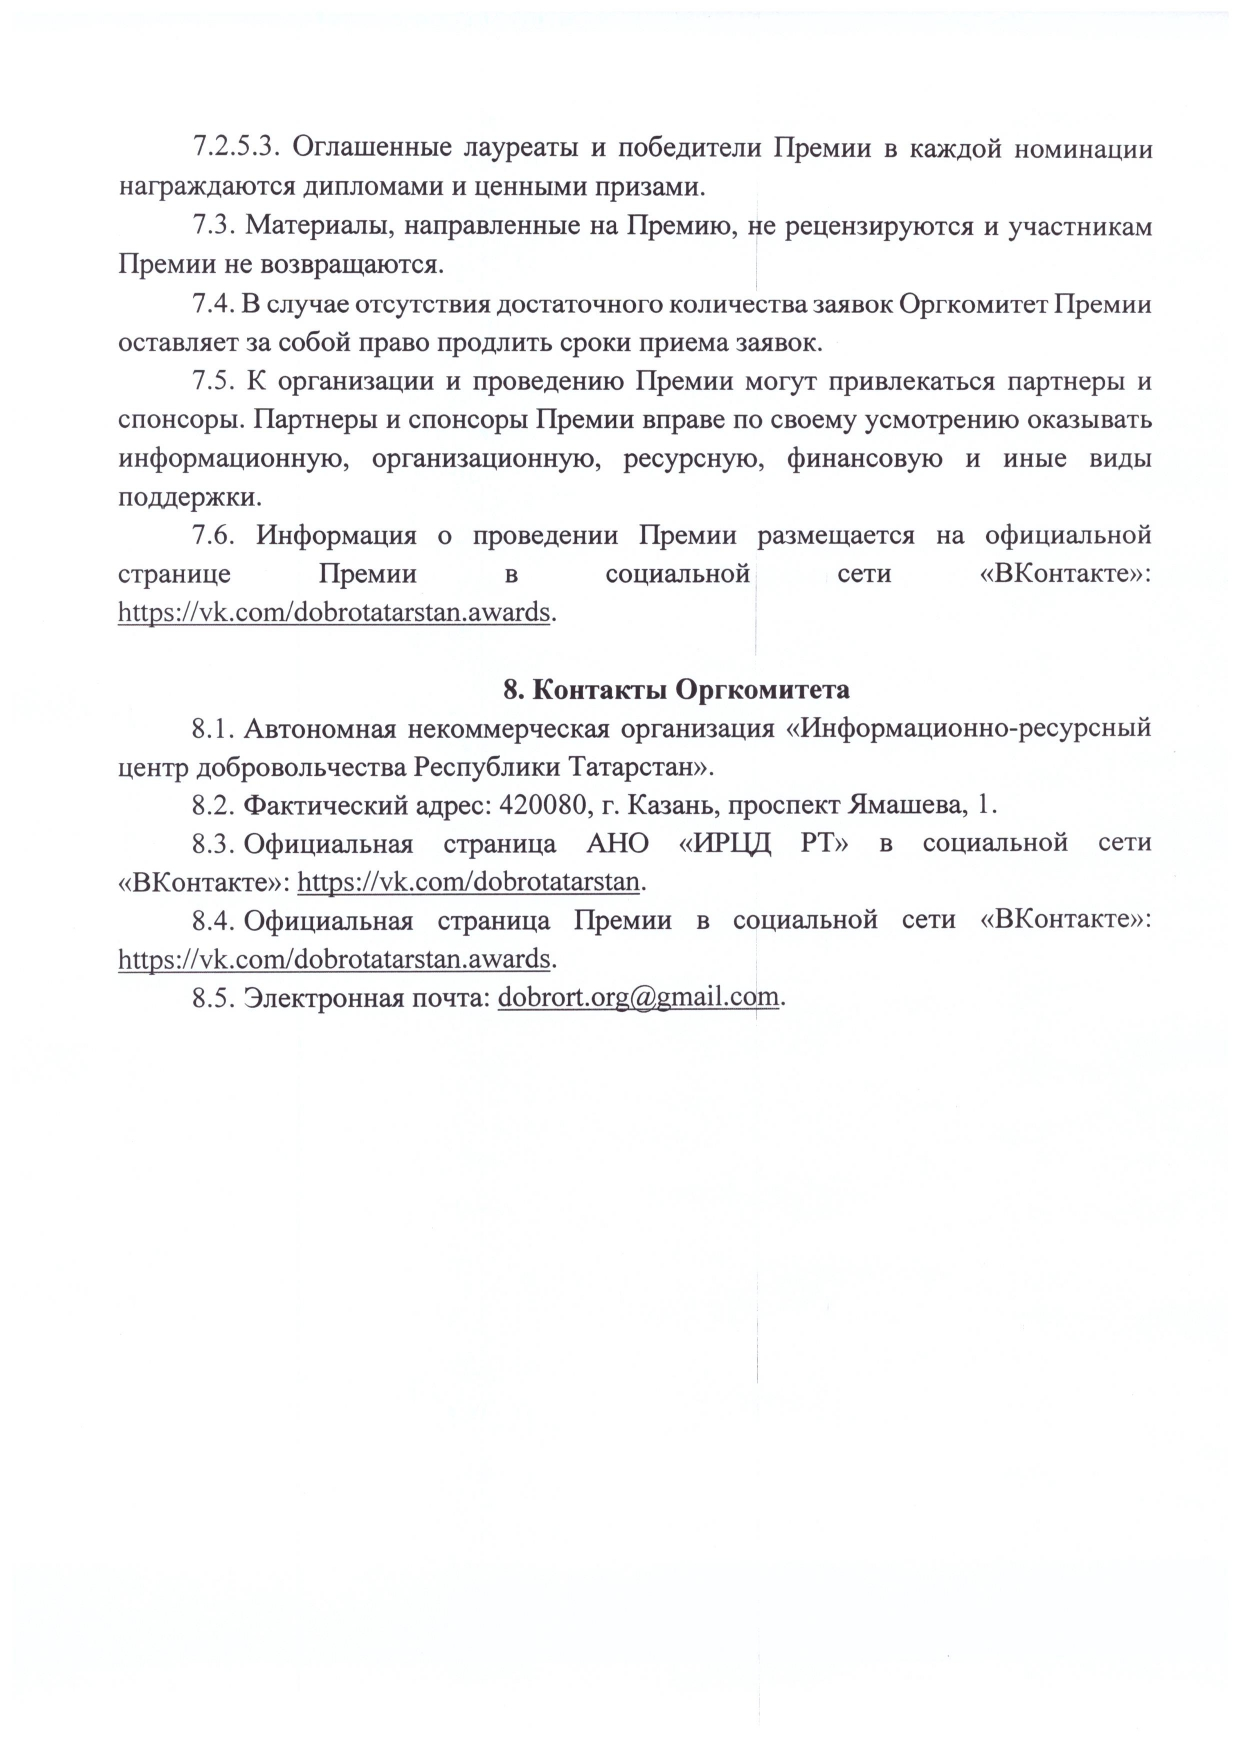 7.2.5.3. Оглашенные лауреаты и победители Премии в каждой номинации
награждаются дипломами и ценными призами.
7.3. Материалы, направленные на Премию, не рецензируются и участникам
Премии не возвращаются.
7.4. В случае отсутствия достаточного количества заявок Оргкомитет Премии
оставляет за собой право продлить сроки приема заявок.
7.5. К организации и проведению Премии могут привлекаться партнеры и
спонсоры. Партнеры и спонсоры Премии вправе по своему усмотрению оказывать
информационную, организационную, ресурсную, финансовую и иные виды
поддержки.
7.6. Информация о проведении Премии размещается на официальной
странице Премии в социальной сети «ВКонтакте»:
https://vk.com/dobrotatarstan.awards.
8. Контакты Оргкомитета
8.1. Автономная некоммерческая организация «Информационно-ресурсный
центр добровольчества Республики Татарстан».
8.2. Фактический адрес: 420080, г. Казань, проспект Ямашева, 1.
8.3. Официальная страница АНО «ИРЦД РТ» в социальной сети
«ВКонтакте»: https://vk.com/dobrotatarstan.
8.4. Официальная страница Премии в социальной сети «ВКонтакте»:
https://vk.com/dobrotatarstan.awards.
8.5. Электронная почта: dobrort.org@gmail.com.